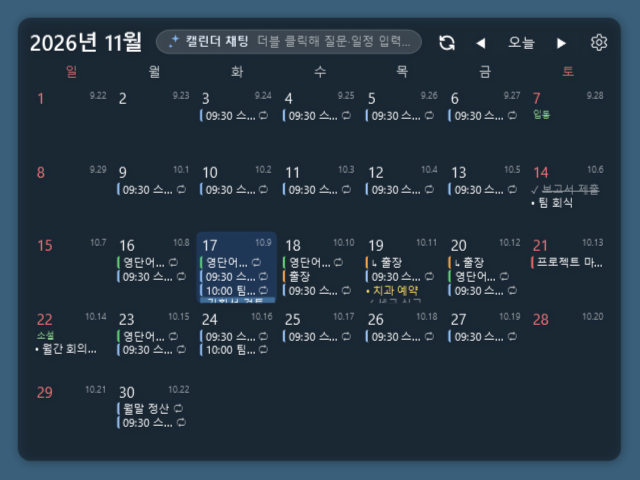 2026년 11월 캘린더 채팅 더블 클릭해 질문·일정 입력... 오늘
일 월 화 수 목 금 토
1 9.22 2 9.23 3 9.24 4 9.25 5 9.26 6 9.27 7 9.28
09:30 스... 09:30 스... 09:30 스... 09:30 스... 입동
8 9.29 9 10.1 10 10.2 11 10.3 12 10.4 13 10.5 14 10.6
09:30 스... 09:30 스... 09:30 스... 09:30 스... 09:30 스... ✓ 보고서 제출
• 팀 회식
15 10.7 16 10.8 17 10.9 18 10.10 19 10.11 20 10.12 21 10.13
영단어... 영단어... 영단어... ↳ 출장 ↳ 출장 프로젝트 마...
09:30 스... 09:30 스... 출장 09:30 스... 영단어...
10:00 팀... 09:30 스... • 치과 예약 09:30 스...
22 10.14 23 10.15 24 10.16 25 10.17 26 10.18 27 10.19 28 10.20
소설 영단어... 09:30 스... 09:30 스... 09:30 스... 09:30 스...
• 월간 회의... 09:30 스... 10:00 팀...
29 10.21 30 10.22
월말 정산
09:30 스...